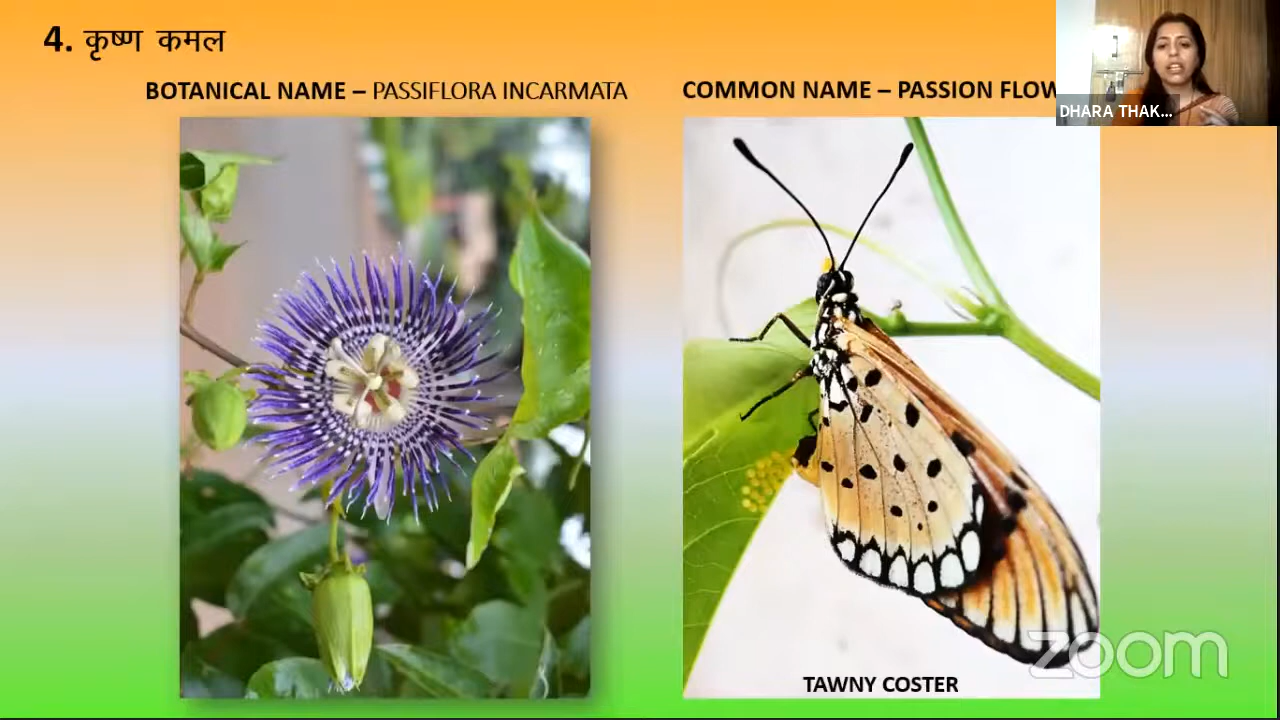 4. कृष्ण कमल
BOTANICAL NAME – PASSIFLORA INCARMATA
COMMON NAME – PASSION FLOW
DHARA THAK...
TAWNY COSTER
zoom